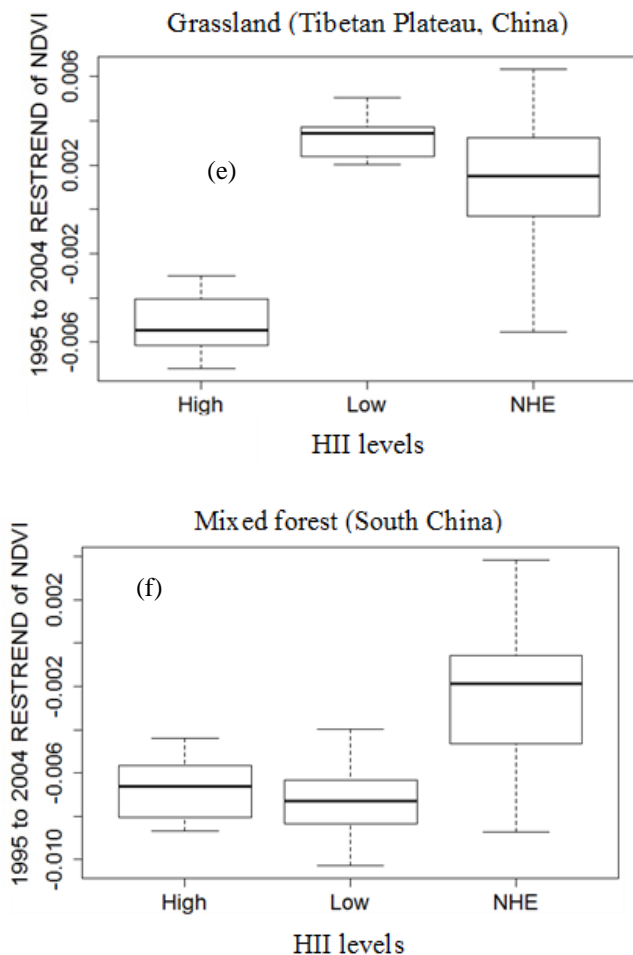 Grassland (Tibetan Plateau, China)
1995 to 2004 RESTREND of NDVI
0.006
0.002
-0.002
-0.006
(e)
High Low NHE
HII levels
Mixed forest (South China)
1995 to 2004 RESTREND of NDVI
0.002
-0.002
-0.006
-0.010
(f)
High Low NHE
HII levels